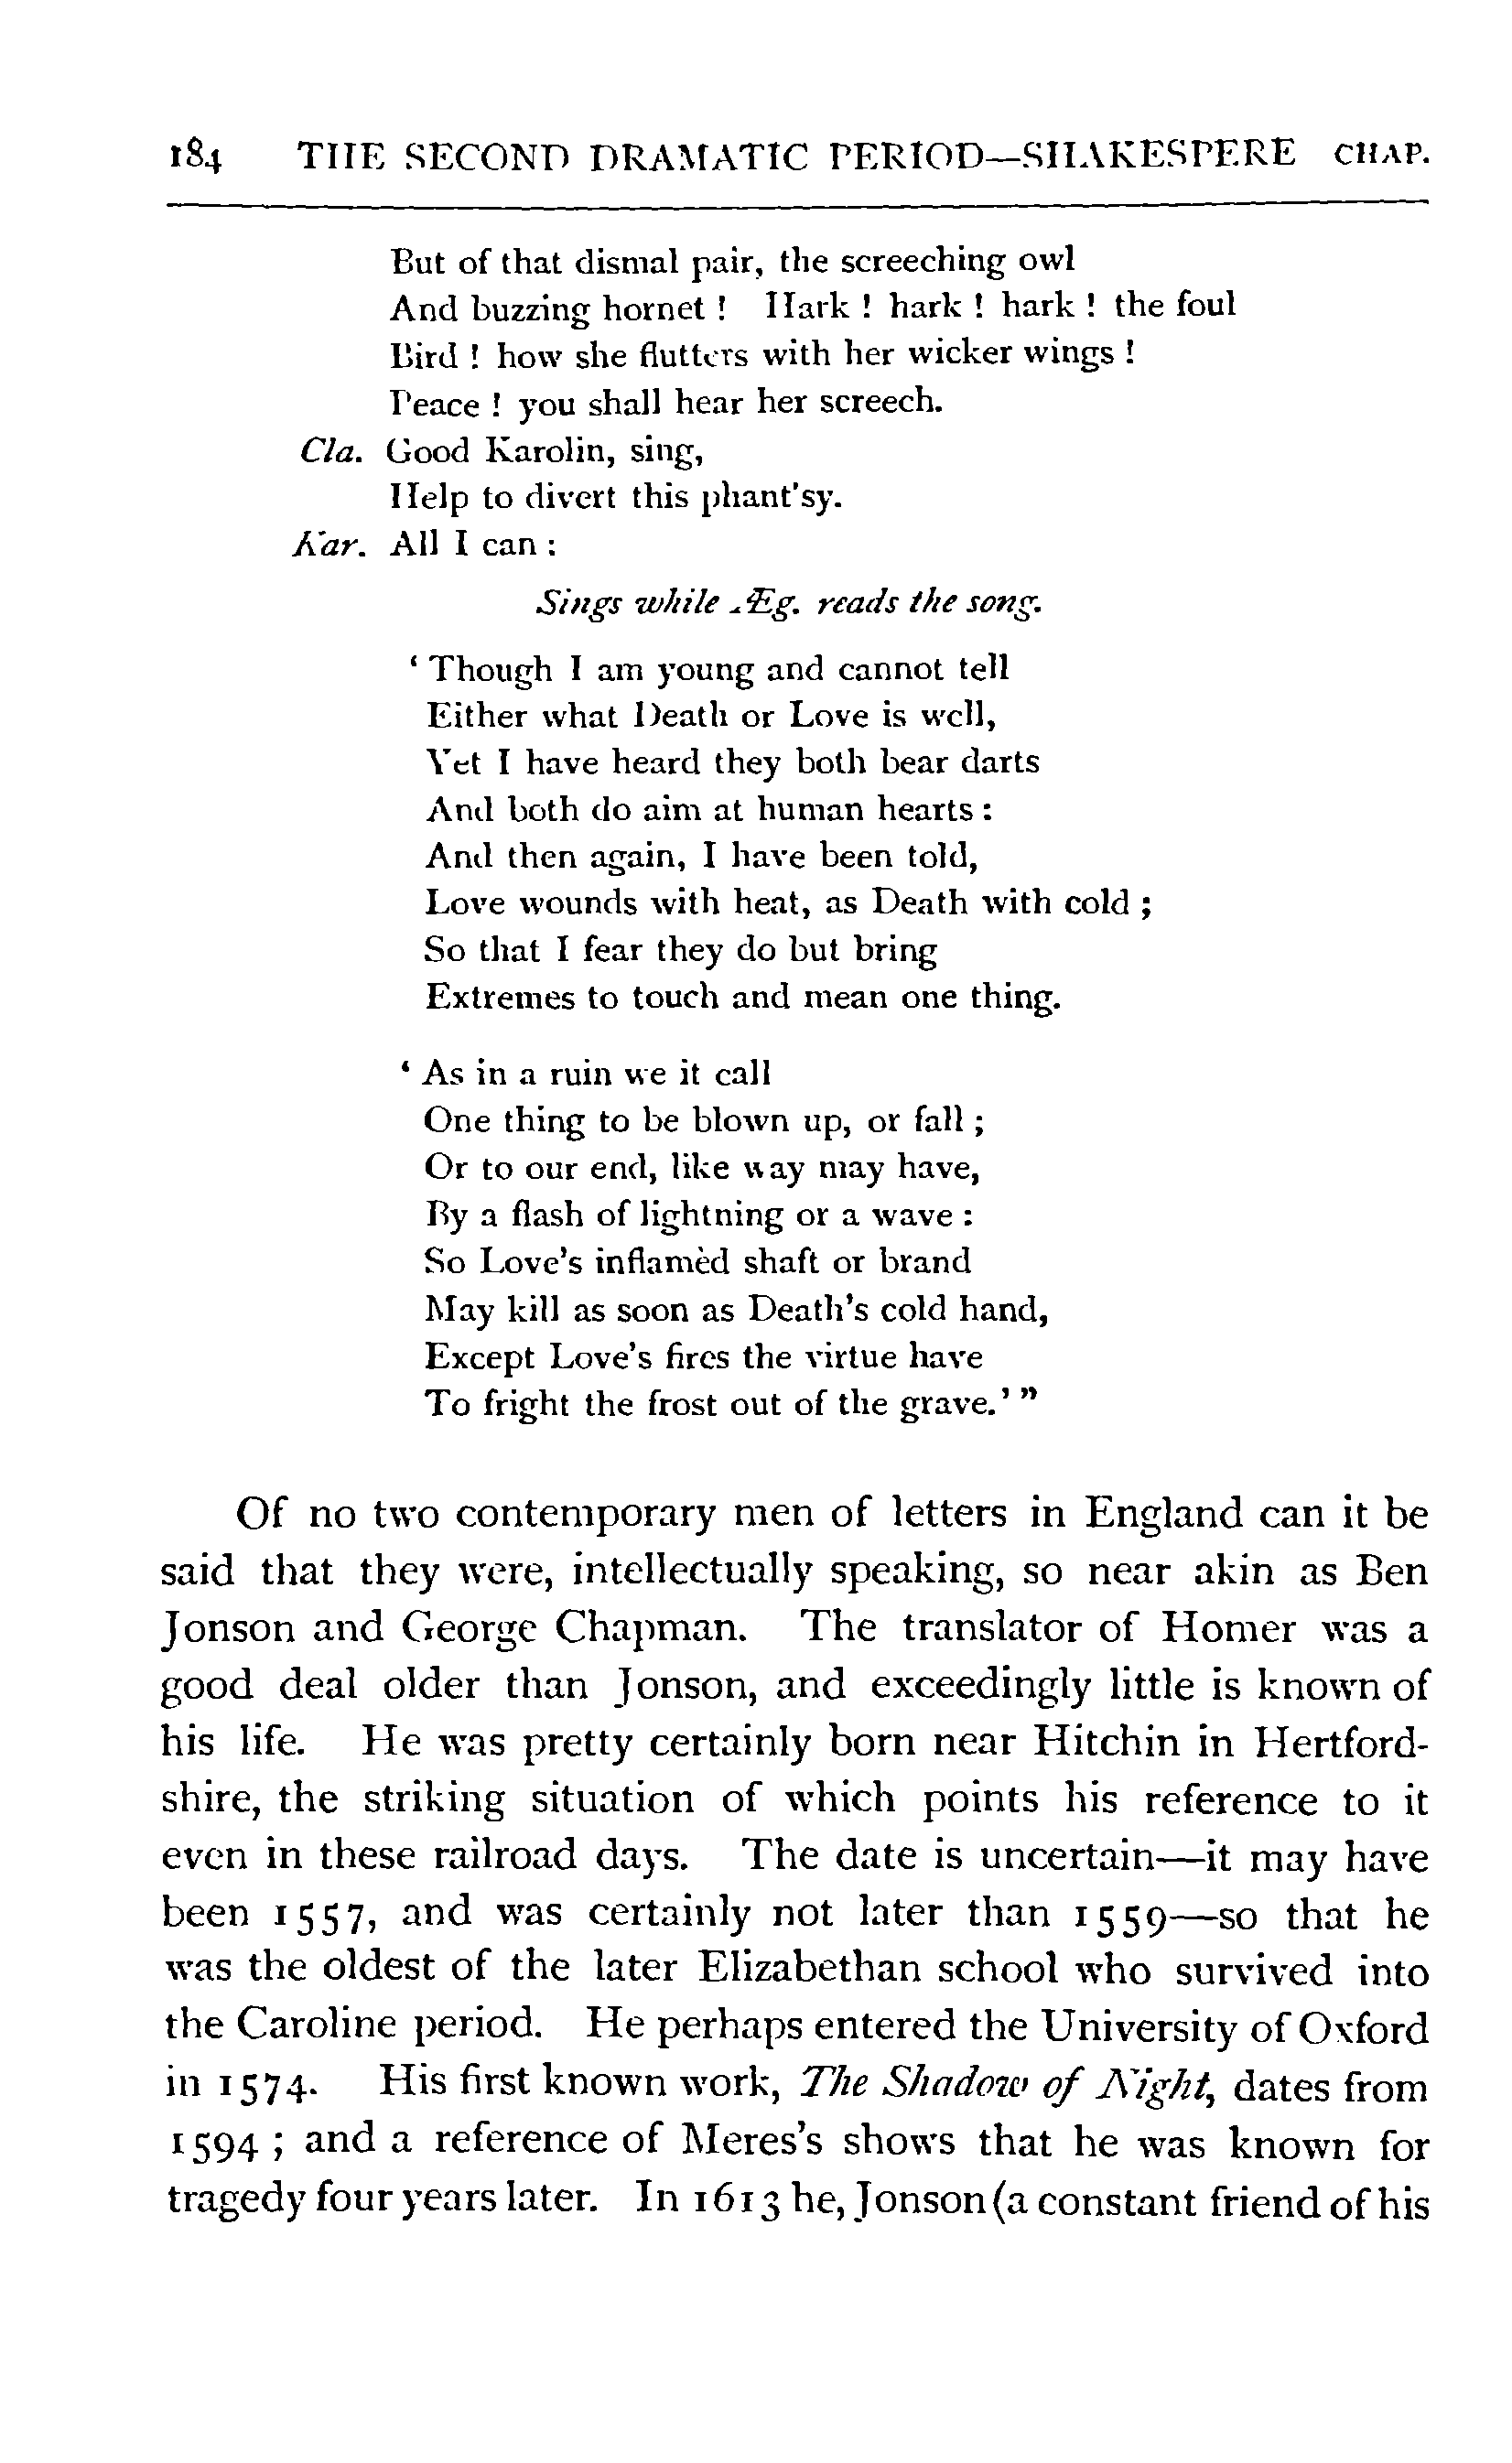 184 THE SECOND DRAMATIC PERIOD—SHAKESPERE CHAP.
But of that dismal pair, the screeching owl
And buzzing hornet ! Hark ! hark ! hark ! the foul
Bird ! how she flutters with her wicker wings !
Peace ! you shall hear her screech.
Cla. Good Karolin, sing,
Help to divert this phant'sy.
Kar. All I can :
Sings while Æg. reads the song.
‘ Though I am young and cannot tell
Either what Death or Love is well,
Yet I have heard they both bear darts
And both do aim at human hearts :
And then again, I have been told,
Love wounds with heat, as Death with cold ;
So that I fear they do but bring
Extremes to touch and mean one thing.
‘ As in a ruin we it call
One thing to be blown up, or fall ;
Or to our end, like way may have,
By a flash of lightning or a wave :
So Love's inflamèd shaft or brand
May kill as soon as Death's cold hand,
Except Love's fires the virtue have
To fright the frost out of the grave.’ ”
Of no two contemporary men of letters in England can it be
said that they were, intellectually speaking, so near akin as Ben
Jonson and George Chapman. The translator of Homer was a
good deal older than Jonson, and exceedingly little is known of
his life. He was pretty certainly born near Hitchin in Hertford-
shire, the striking situation of which points his reference to it
even in these railroad days. The date is uncertain—it may have
been 1557, and was certainly not later than 1559—so that he
was the oldest of the later Elizabethan school who survived into
the Caroline period. He perhaps entered the University of Oxford
in 1574. His first known work, The Shadow of Night, dates from
1594 ; and a reference of Meres's shows that he was known for
tragedy four years later. In 1613 he, Jonson (a constant friend of his